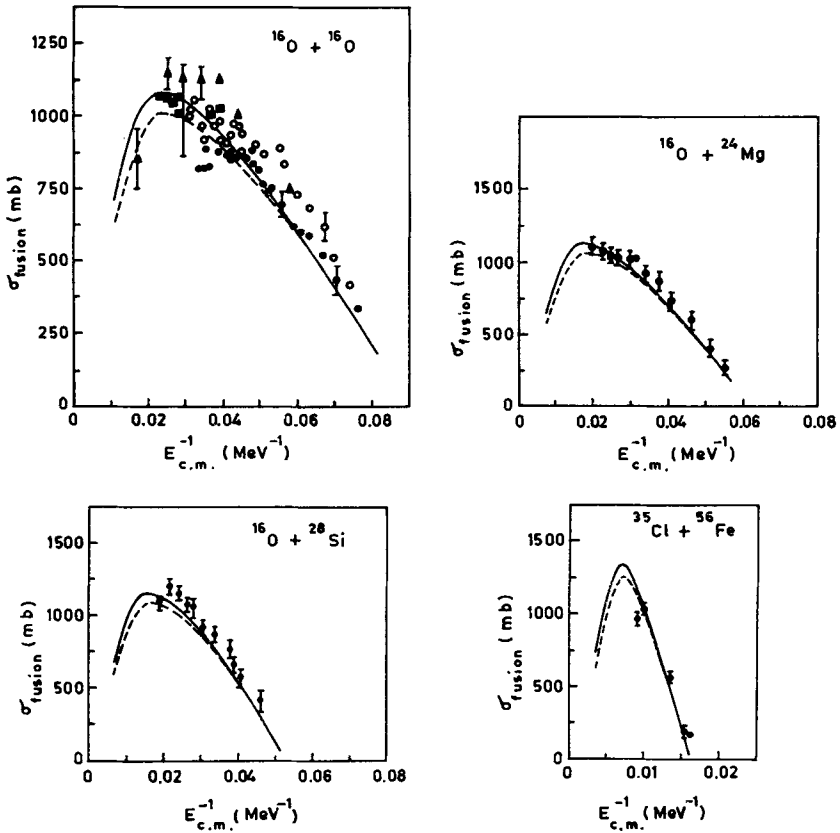 ¹⁶O + ¹⁶O
1250
1000
750
500
250
0
σfusion (mb)
0 0.02 0.04 0.06 0.08
E⁻¹c.m. (MeV⁻¹)
¹⁶O + ²⁴Mg
1500
1000
500
0
σfusion (mb)
0 0.02 0.04 0.06 0.08
E⁻¹c.m. (MeV⁻¹)
¹⁶O + ²⁸Si
1500
1000
500
0
σfusion (mb)
0 0.02 0.04 0.06 0.08
E⁻¹c.m. (MeV⁻¹)
³⁵Cl + ⁵⁶Fe
1500
1000
500
0
σfusion (mb)
0 0.01 0.02
E⁻¹c.m. (MeV⁻¹)